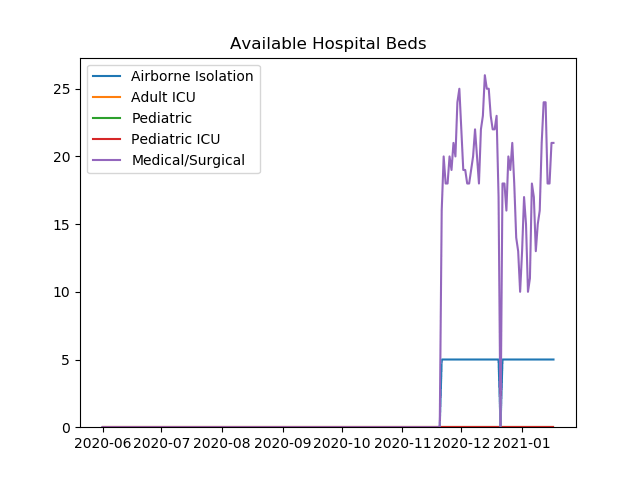 Available Hospital Beds
Airborne Isolation
Adult ICU
Pediatric
Pediatric ICU
Medical/Surgical
25
20
15
10
5
0
2020-06 2020-07 2020-08 2020-09 2020-10 2020-11 2020-12 2021-01